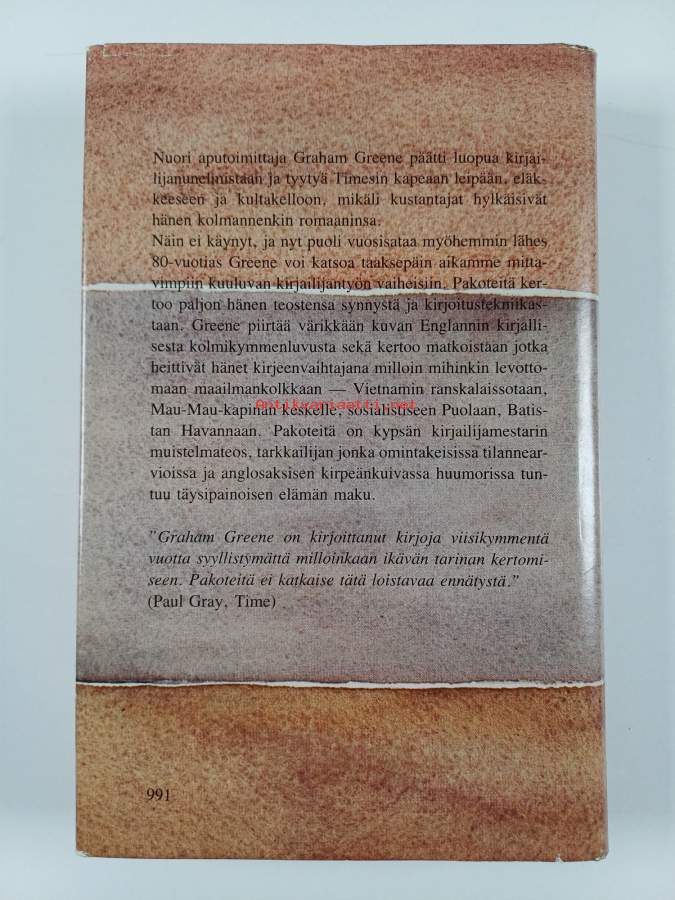 Nuori aputoimittaja Graham Greene päätti luopua kirjai-
lijanunelmistaan ja tyytyä Timesin kapeaan leipään, eläk-
keeseen ja kultakelloon, mikäli kustantajat hylkäisivät
hänen kolmannenkin romaaninsa.
Näin ei käynyt, ja nyt puoli vuosisataa myöhemmin lähes
80-vuotias Greene voi katsoa taaksepäin aikamme mitta-
vimpiin kuuluvan kirjailijantyön vaiheisiin. Pakoteitä ker-
too paljon hänen teostensa synnystä ja kirjoitustekniikas-
taan. Greene piirtää värikkään kuvan Englannin kirjalli-
sesta kolmikymmenluvusta sekä kertoo matkoistaan jotka
heittivät hänet kirjeenvaihtajana milloin mihinkin levotto-
maan maailmankolkkaan — Vietnamin ranskalaissotaan,
Antikvariaatti.net
Mau-Mau-kapinan keskelle, sosialistiseen Puolaan, Batis-
tan Havannaan. Pakoteitä on kypsän kirjailijamestarin
muistelmateos, tarkkailijan jonka omintakeisissa tilannear-
vioissa ja anglosaksisen kirpeänkuivassa huumorissa tun-
tuu täysipainoisen elämän maku.
"Graham Greene on kirjoittanut kirjoja viisikymmentä
vuotta syyllistymättä milloinkaan ikävän tarinan kertomi-
seen. Pakoteitä ei katkaise tätä loistavaa ennätystä."
(Paul Gray, Time)
991